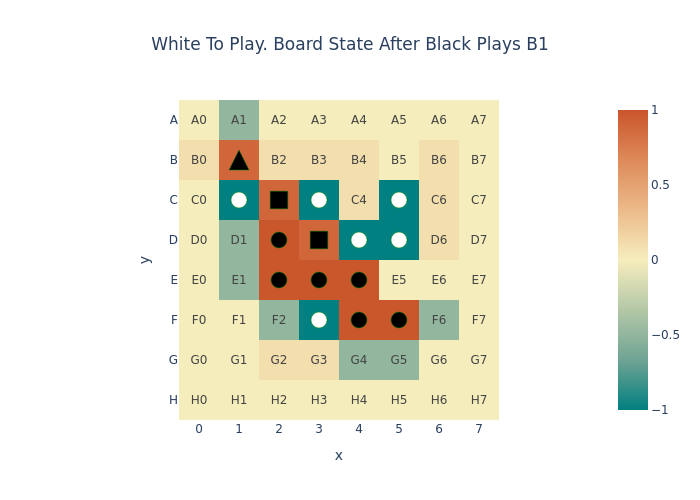 White To Play. Board State After Black Plays B1
A A0 A1 A2 A3 A4 A5 A6 A7
B B0 B2 B3 B4 B5 B6 B7
C C0 C4 C6 C7
D D0 D1 D6 D7
E E0 E1 E5 E6 E7
F F0 F1 F2 F6 F7
G G0 G1 G2 G3 G4 G5 G6 G7
H H0 H1 H2 H3 H4 H5 H6 H7
0 1 2 3 4 5 6 7
x
y
1
0.5
0
−0.5
−1